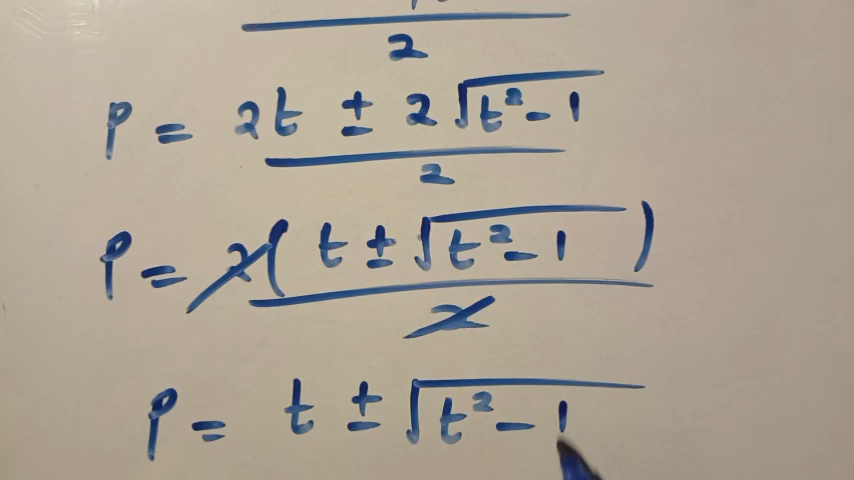 2
P = 2t ± 2√t²-1
2
P = 2( t ± √t²-1 )
2
P = t ± √t²-1